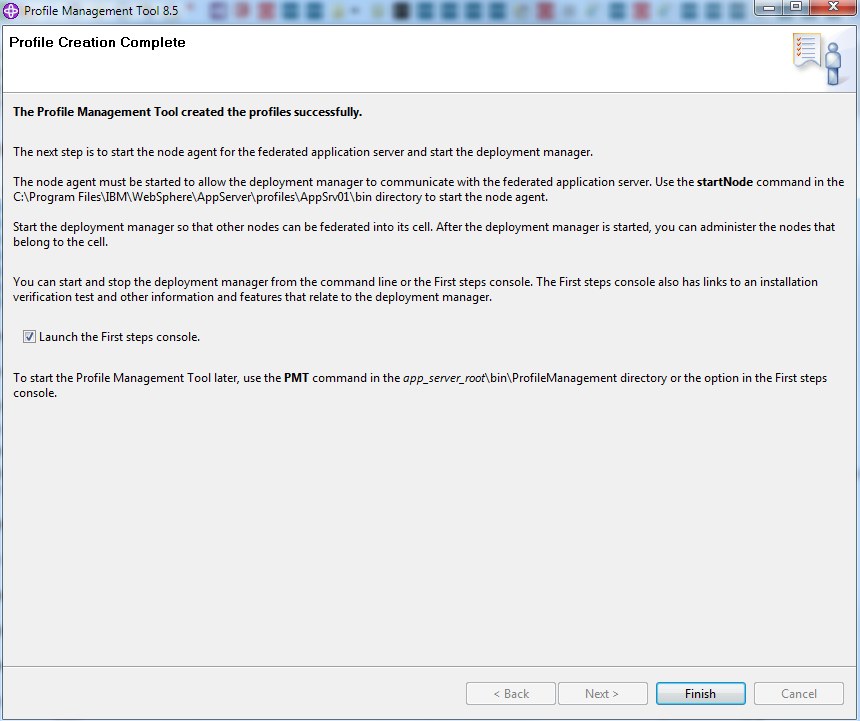 Profile Management Tool 8.5
Profile Creation Complete
The Profile Management Tool created the profiles successfully.
The next step is to start the node agent for the federated application server and start the deployment manager.
The node agent must be started to allow the deployment manager to communicate with the federated application server. Use the startNode command in the
C:\Program Files\IBM\WebSphere\AppServer\profiles\AppSrv01\bin directory to start the node agent.
Start the deployment manager so that other nodes can be federated into its cell. After the deployment manager is started, you can administer the nodes that
belong to the cell.
You can start and stop the deployment manager from the command line or the First steps console. The First steps console also has links to an installation
verification test and other information and features that relate to the deployment manager.
Launch the First steps console.
To start the Profile Management Tool later, use the PMT command in the app_server_root\bin\ProfileManagement directory or the option in the First steps
console.
< Back
Next >
Finish
Cancel